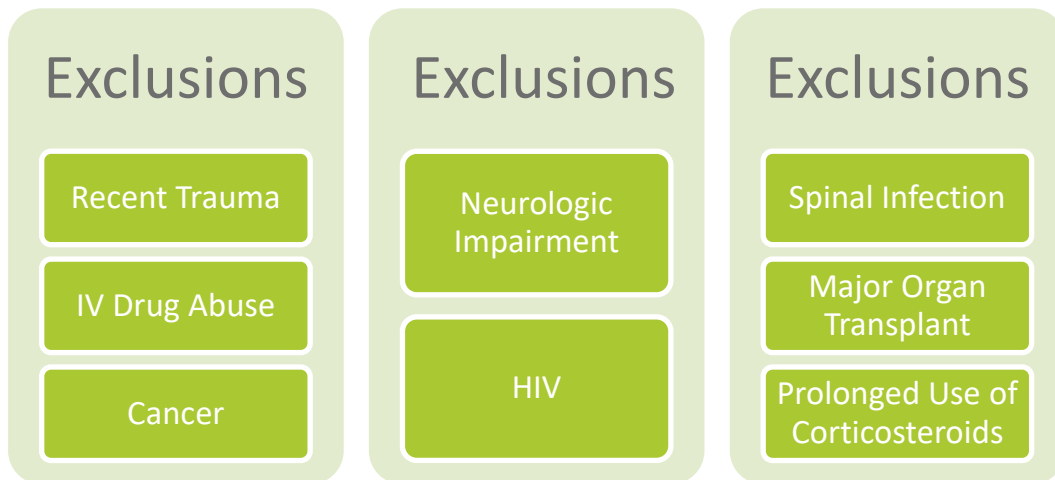 Exclusions
Recent Trauma
IV Drug Abuse
Cancer
Exclusions
Neurologic
Impairment
HIV
Exclusions
Spinal Infection
Major Organ
Transplant
Prolonged Use of
Corticosteroids